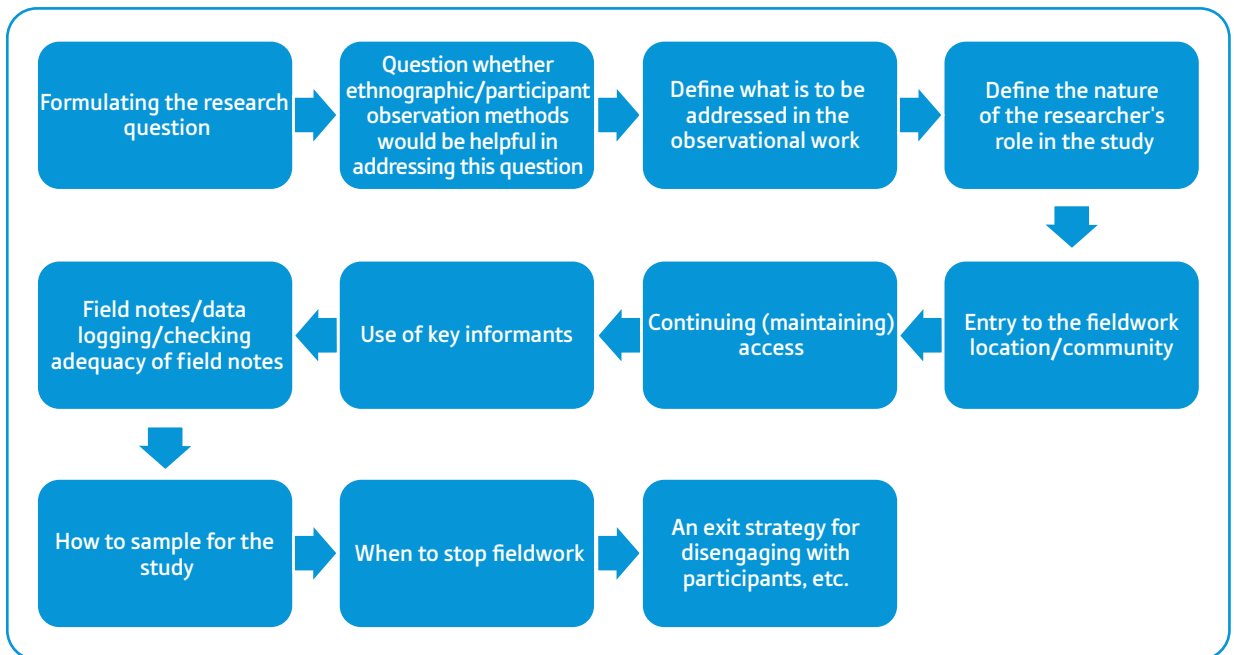 Formulating the research
question
Question whether
ethnographic/participant
observation methods
would be helpful in
addressing this question
Define what is to be
addressed in the
observational work
Define the nature
of the researcher's
role in the study
Entry to the fieldwork
location/community
Continuing (maintaining)
access
Use of key informants
Field notes/data
logging/checking
adequacy of field notes
How to sample for the
study
When to stop fieldwork
An exit strategy for
disengaging with
participants, etc.